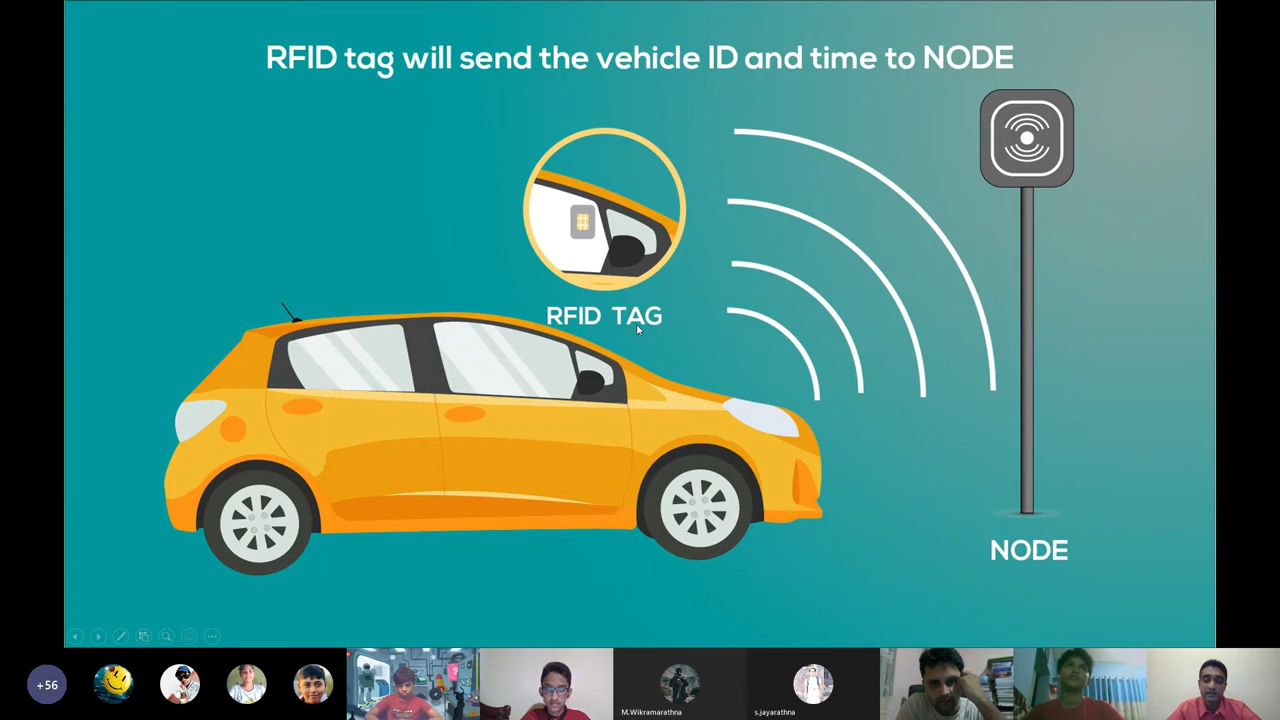 RFID tag will send the vehicle ID and time to NODE
RFID TAG
NODE
+56
M.Wikramarathna
s.jayarathna